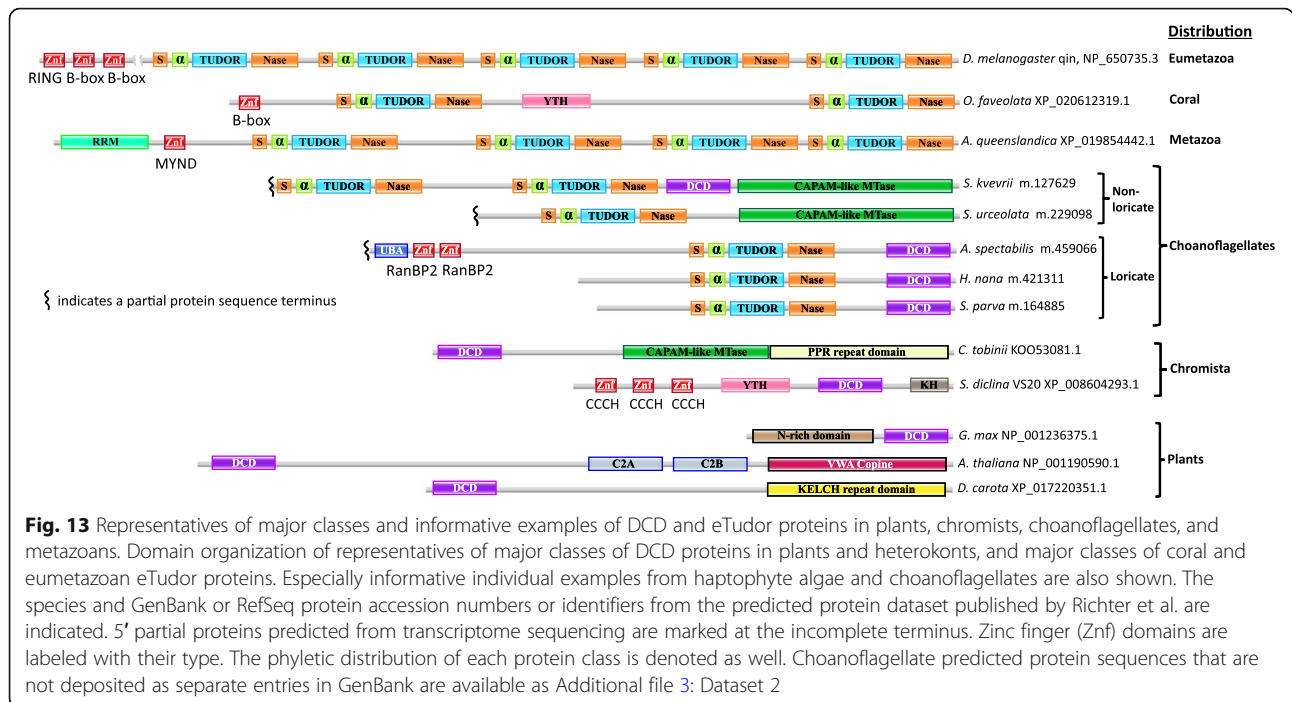 Distribution
Znf Znf Znf S α TUDOR Nase S α TUDOR Nase S α TUDOR Nase S α TUDOR Nase S α TUDOR Nase D. melanogaster qin, NP_650735.3 Eumetazoa
RING B-box B-box
Znf S α TUDOR Nase YTH S α TUDOR Nase O. faveolata XP_020612319.1 Coral
B-box
RRM Znf S α TUDOR Nase S α TUDOR Nase S α TUDOR Nase S α TUDOR Nase A. queenslandica XP_019854442.1 Metazoa
MYND
S α TUDOR Nase S α TUDOR Nase DCD CAPAM-like MTase S. kvevrii m.127629
Non-loricate
S α TUDOR Nase CAPAM-like MTase S. urceolata m.229098
Choanoflagellates
UBA Znf Znf S α TUDOR Nase DCD A. spectabilis m.459066
RanBP2 RanBP2
Loricate
S α TUDOR Nase DCD H. nana m.421311
indicates a partial protein sequence terminus
S α TUDOR Nase DCD S. parva m.164885
DCD CAPAM-like MTase PPR repeat domain C. tobinii KOO53081.1
Chromista
Znf Znf Znf YTH DCD KH S. diclina VS20 XP_008604293.1
CCCH CCCH CCCH
N-rich domain DCD G. max NP_001236375.1
DCD C2A C2B VWA Copine A. thaliana NP_001190590.1 Plants
DCD KELCH repeat domain D. carota XP_017220351.1
Fig. 13 Representatives of major classes and informative examples of DCD and eTudor proteins in plants, chromists, choanoflagellates, and
metazoans. Domain organization of representatives of major classes of DCD proteins in plants and heterokonts, and major classes of coral and
eumetazoan eTudor proteins. Especially informative individual examples from haptophyte algae and choanoflagellates are also shown. The
species and GenBank or RefSeq protein accession numbers or identifiers from the predicted protein dataset published by Richter et al. are
indicated. 5′ partial proteins predicted from transcriptome sequencing are marked at the incomplete terminus. Zinc finger (Znf) domains are
labeled with their type. The phyletic distribution of each protein class is denoted as well. Choanoflagellate predicted protein sequences that are
not deposited as separate entries in GenBank are available as Additional file 3: Dataset 2